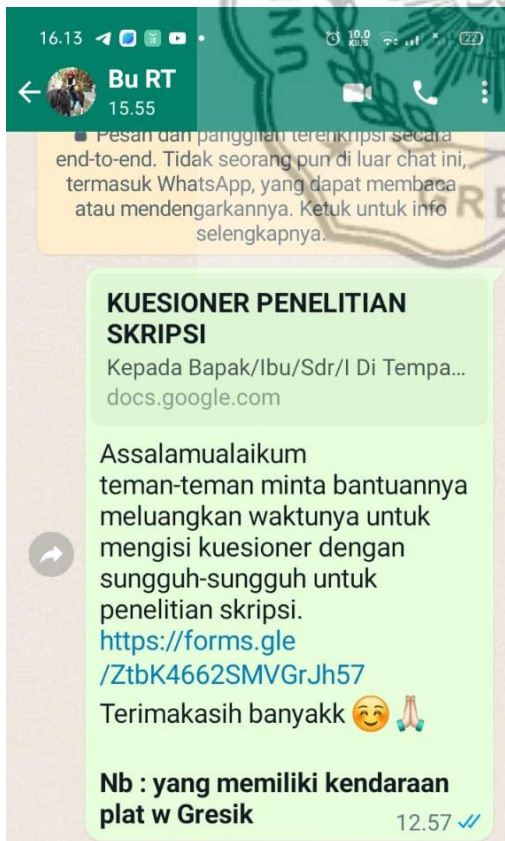 16.13 10.0 KB/S 22
Bu RT
15.55
Pesan dan panggilan terenkripsi secara
end-to-end. Tidak seorang pun di luar chat ini,
termasuk WhatsApp, yang dapat membaca
atau mendengarkannya. Ketuk untuk info
selengkapnya.
KUESIONER PENELITIAN
SKRIPSI
Kepada Bapak/Ibu/Sdr/I Di Tempa...
docs.google.com
Assalamualaikum
teman-teman minta bantuannya
meluangkan waktunya untuk
mengisi kuesioner dengan
sungguh-sungguh untuk
penelitian skripsi.
https://forms.gle
/ZtbK4662SMVGrJh57
Terimakasih banyakk ☺️🙏🏻
Nb : yang memiliki kendaraan
plat w Gresik
12.57